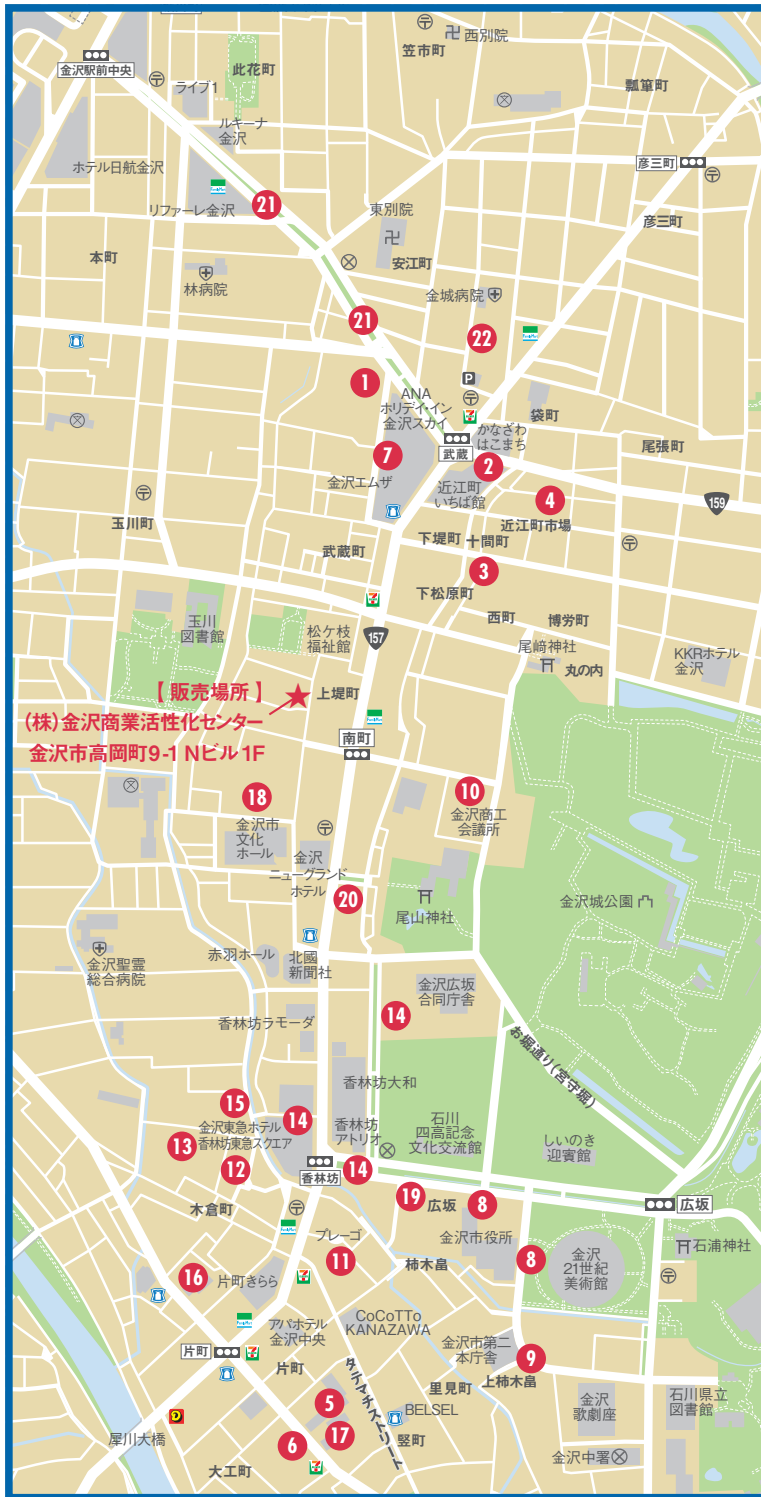 金沢駅前中央
此花町
ライブ1
ルキーナ
金沢
ホテル日航金沢
リファーレ金沢
21
本町
林病院
笠市町
西別院
瓢箪町
彦三町
彦三町
東別院
安江町
金城病院
21
22
1
P
ANA
ホリデイ・イン
金沢スカイ
袋町
かなざわ
はこまち
武蔵
尾張町
7
2
金沢エムザ
近江町
いちば館
4
近江町市場
159
玉川町
武蔵町
下堤町
十間町
3
下松原町
西町
博労町
玉川
図書館
松ケ枝
福祉館
157
尾﨑神社
丸の内
KKRホテル
金沢
【 販売場所 】
(株)金沢商業活性化センター
金沢市高岡町9-1 Nビル1F
上堤町
南町
18
金沢市
文化
ホール
10
金沢商工
会議所
金沢
ニューグランド
ホテル
20
尾山神社
金沢城公園
金沢聖霊
総合病院
赤羽ホール
北國
新聞社
金沢広坂
合同庁舎
14
香林坊ラモーダ
お堀通り(宮守堀)
香林坊大和
15
金沢東急ホテル
香林坊東急スクエア
14
13
12
香林坊
アトリオ
石川
四高記念
文化交流館
しいのき
迎賓館
香林坊
14
木倉町
19
広坂
8
広坂
金沢市役所
石浦神社
プレーゴ
11
柿木畠
8
金沢
21世紀
美術館
16
片町きらら
アパホテル
金沢中央
CoCoTTo
KANAZAWA
金沢市第二
本庁舎
9
片町
片町
タテマチストリート
里見町
上柿木畠
5
17
6
BELSEL
竪町
金沢
歌劇座
石川県立
図書館
犀川大橋
大工町
金沢中署